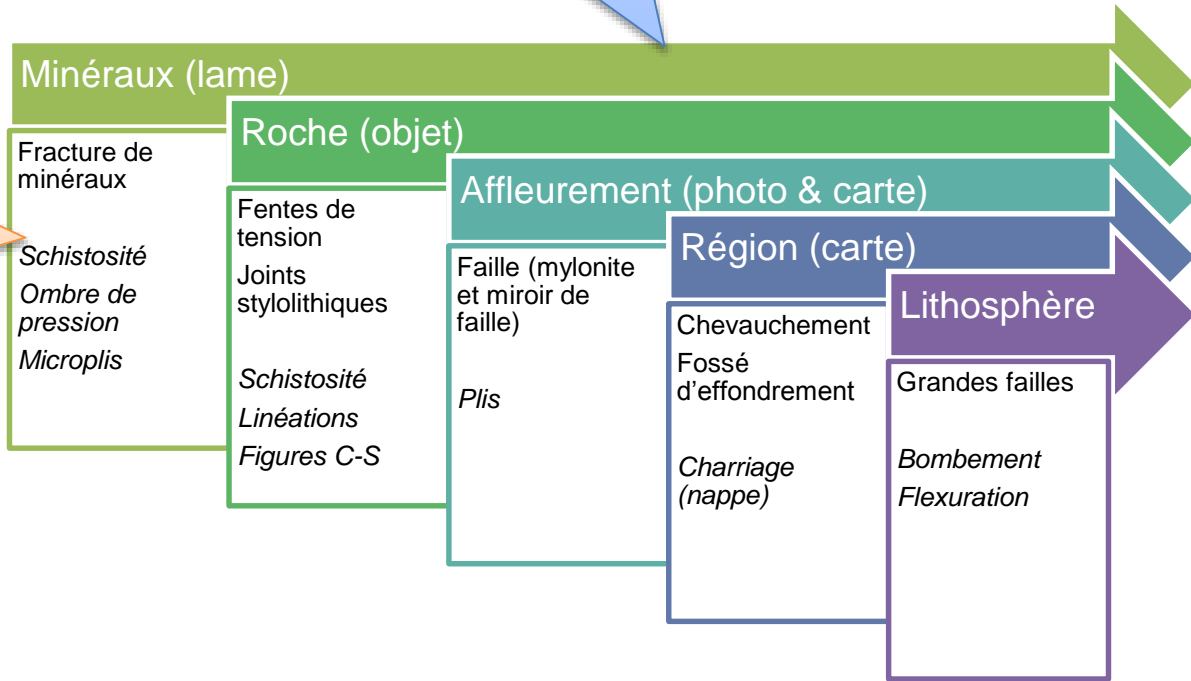 Minéraux (lame)
Fracture de
minéraux
Schistosité
Ombre de
pression
Microplis
Roche (objet)
Fentes de
tension
Joints
stylolithiques
Schistosité
Linéations
Figures C-S
Affleurement (photo & carte)
Faille (mylonite
et miroir de
faille)
Plis
Région (carte)
Chevauchement
Fossé
d'effondrement
Charriage
(nappe)
Lithosphère
Grandes failles
Bombement
Flexuration